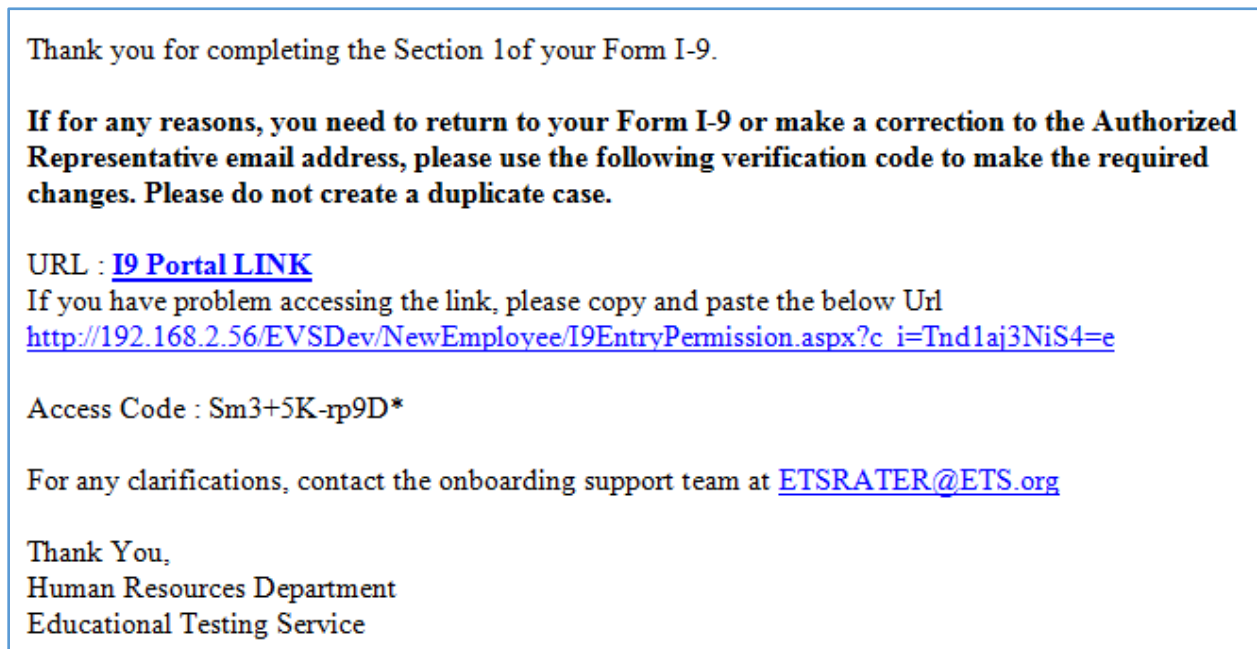 Thank you for completing the Section 1of your Form I-9.
If for any reasons, you need to return to your Form I-9 or make a correction to the Authorized
Representative email address, please use the following verification code to make the required
changes. Please do not create a duplicate case.
URL : I9 Portal LINK
If you have problem accessing the link, please copy and paste the below Url
http://192.168.2.56/EVSDev/NewEmployee/I9EntryPermission.aspx?c_i=Tnd1aj3NiS4=e
Access Code : Sm3+5K-rp9D*
For any clarifications, contact the onboarding support team at ETSRATER@ETS.org
Thank You,
Human Resources Department
Educational Testing Service